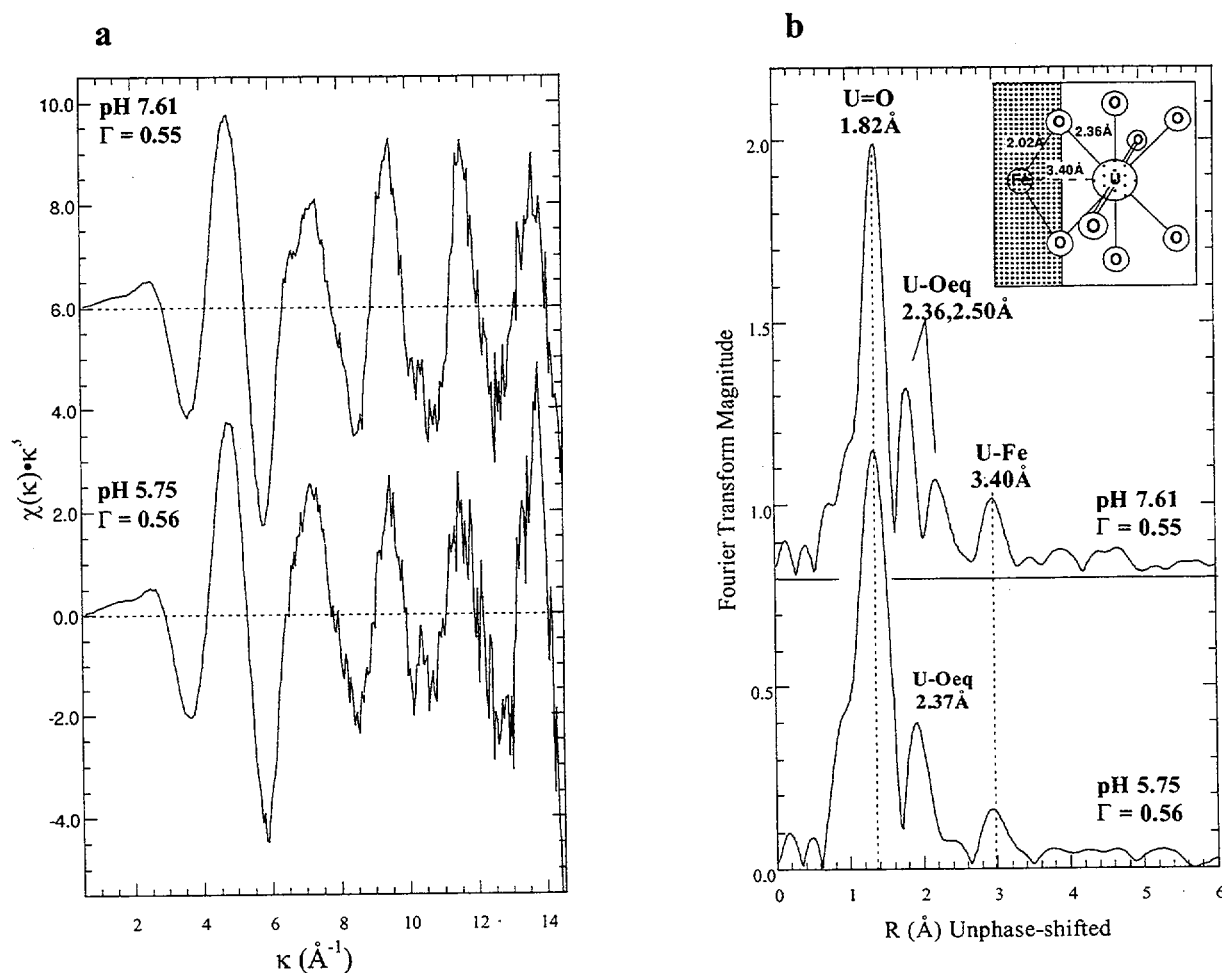 a
pH 7.61
Γ = 0.55
pH 5.75
Γ = 0.56
χ(κ)•κ³
10.0
8.0
6.0
4.0
2.0
0.0
-2.0
-4.0
2 4 6 8 10 12 14
κ (Å⁻¹)
b
U=O
1.82Å
U-Oeq
2.36,2.50Å
U-Fe
3.40Å
pH 7.61
Γ = 0.55
U-Oeq
2.37Å
pH 5.75
Γ = 0.56
O
O
O
O
2.02Å
2.36Å
3.40Å
Fe
U
O
O
O
O
Fourier Transform Magnitude
2.0
1.5
1.0
0.5
0.0
0 1 2 3 4 5 6
R (Å) Unphase-shifted